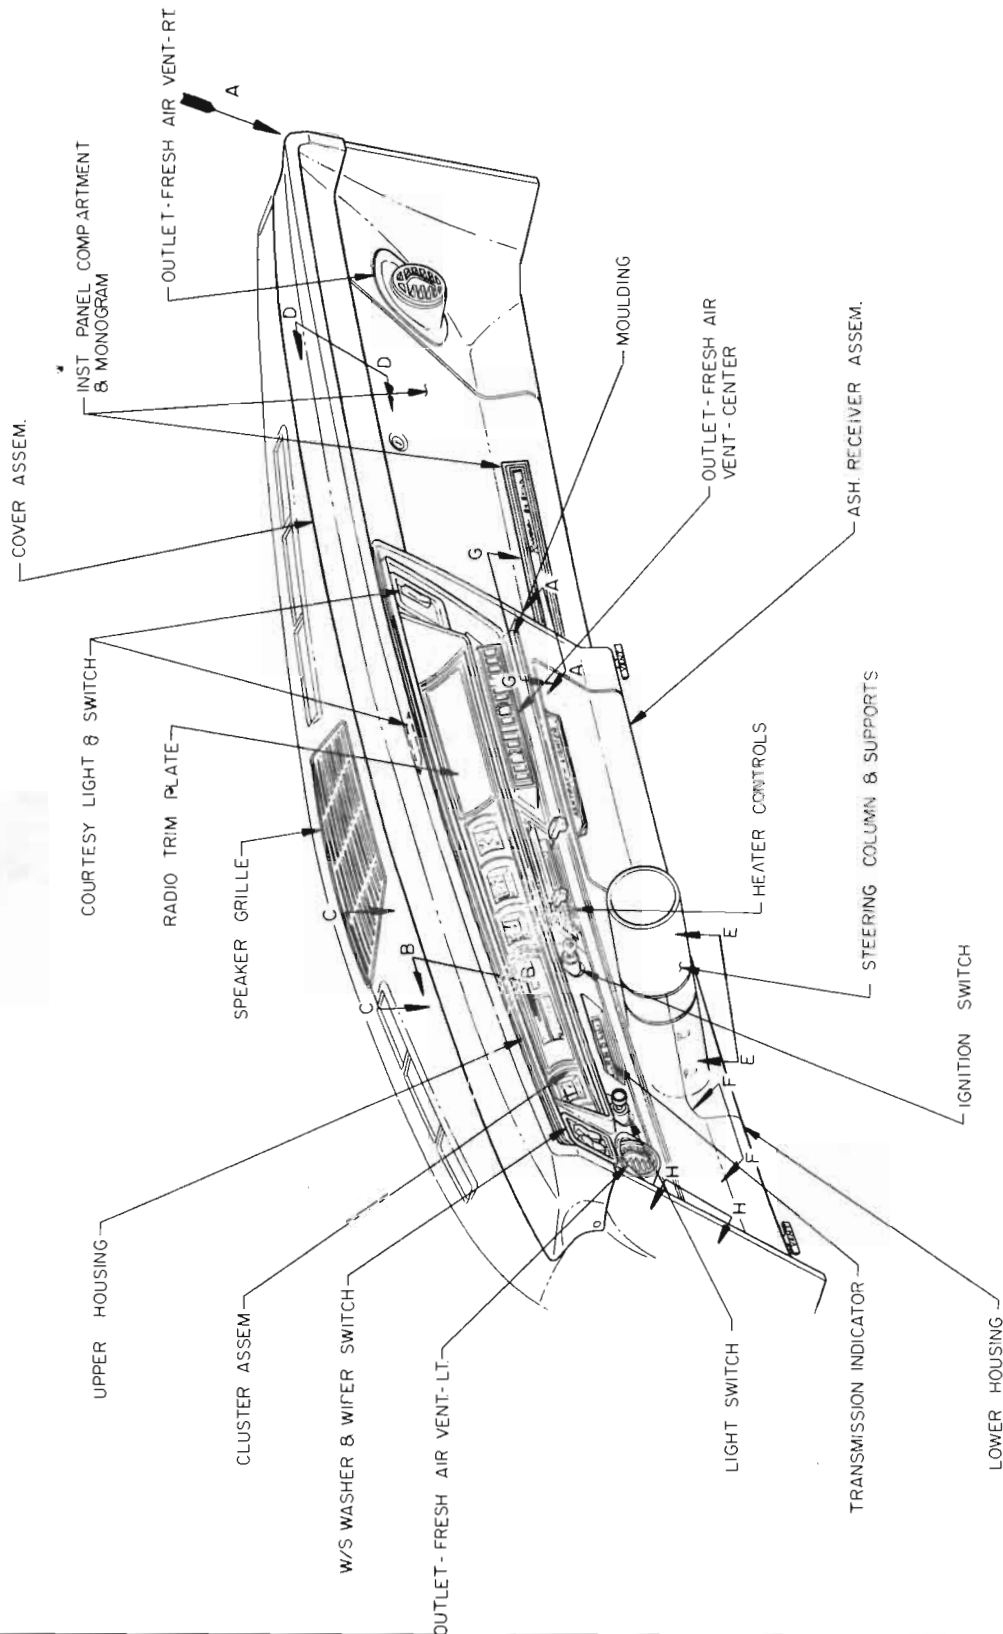 COVER ASSEM.
INST PANEL COMPARTMENT
& MONOGRAM
OUTLET-FRESH AIR VENT-RT.
A
COURTESY LIGHT & SWITCH
RADIO TRIM PLATE
SPEAKER GRILLE
UPPER HOUSING
CLUSTER ASSEM
W/S WASHER & WIPER SWITCH
OUTLET-FRESH AIR VENT-LT.
D
D
C
C
B
B
G
G
A
A
E
E
F
F
H
H
MOULDING
OUTLET-FRESH AIR
VENT-CENTER
ASH RECEIVER ASSEM.
HEATER CONTROLS
STEERING COLUMN & SUPPORTS
IGNITION SWITCH
LIGHT SWITCH
TRANSMISSION INDICATOR
LOWER HOUSING